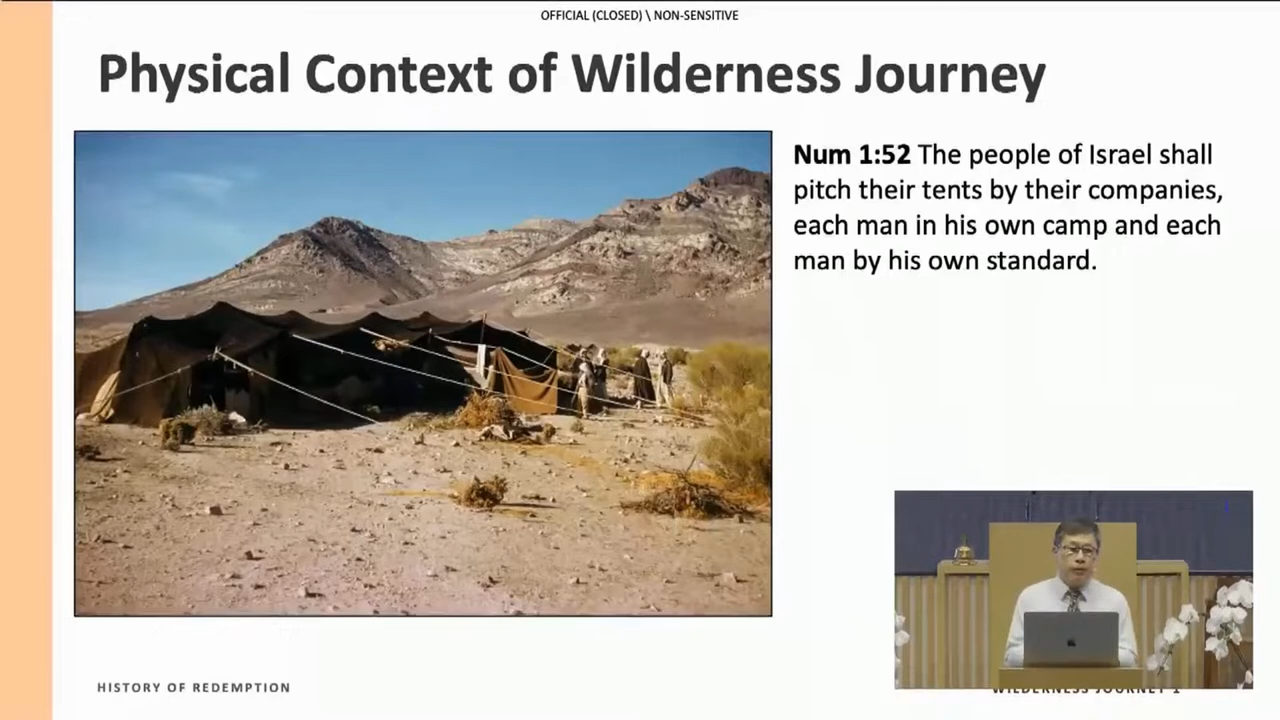 OFFICIAL (CLOSED) \ NON-SENSITIVE
Physical Context of Wilderness Journey
Num 1:52 The people of Israel shall
pitch their tents by their companies,
each man in his own camp and each
man by his own standard.
HISTORY OF REDEMPTION
WILDERNESS JOURNEY 1